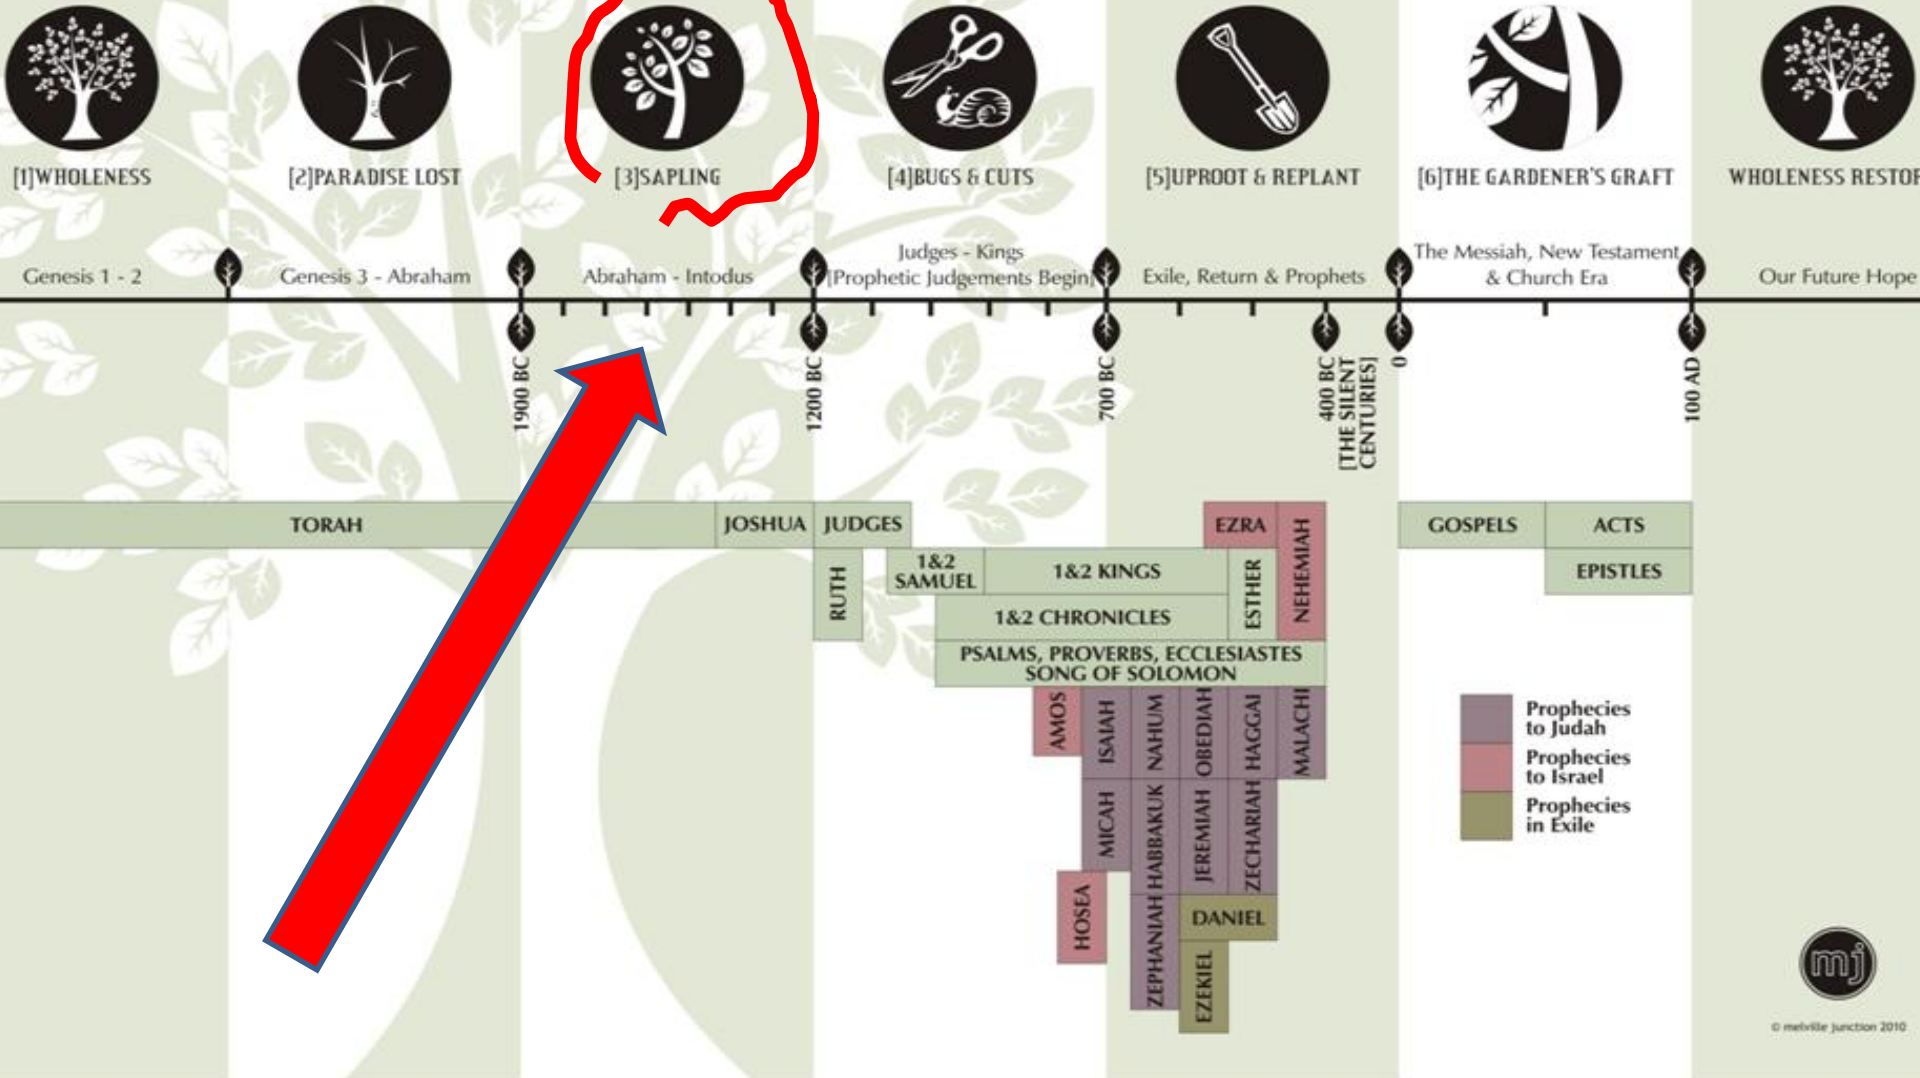 [1]WHOLENESS
[2]PARADISE LOST
[3]SAPLING
[4]BUGS & CUTS
[5]UPROOT & REPLANT
[6]THE GARDENER'S GRAFT
WHOLENESS RESTOR
Genesis 1 - 2
Genesis 3 - Abraham
Abraham - Intodus
Judges - Kings
[Prophetic Judgements Begin]
Exile, Return & Prophets
The Messiah, New Testament
& Church Era
Our Future Hope
1900 BC
1200 BC
700 BC
400 BC
[THE SILENT
CENTURIES]
0
100 AD
TORAH
JOSHUA
JUDGES
RUTH
1&2
SAMUEL
1&2 KINGS
1&2 CHRONICLES
EZRA
ESTHER
NEHEMIAH
PSALMS, PROVERBS, ECCLESIASTES
SONG OF SOLOMON
AMOS
ISAIAH
NAHUM
OBEDIAH
HAGGAI
MALACHI
MICAH
HABBAKUK
JEREMIAH
ZECHARIAH
HOSEA
ZEPHANIAH
DANIEL
EZEKIEL
GOSPELS
ACTS
EPISTLES
Prophecies
to Judah
Prophecies
to Israel
Prophecies
in Exile
mj
© melville junction 2010